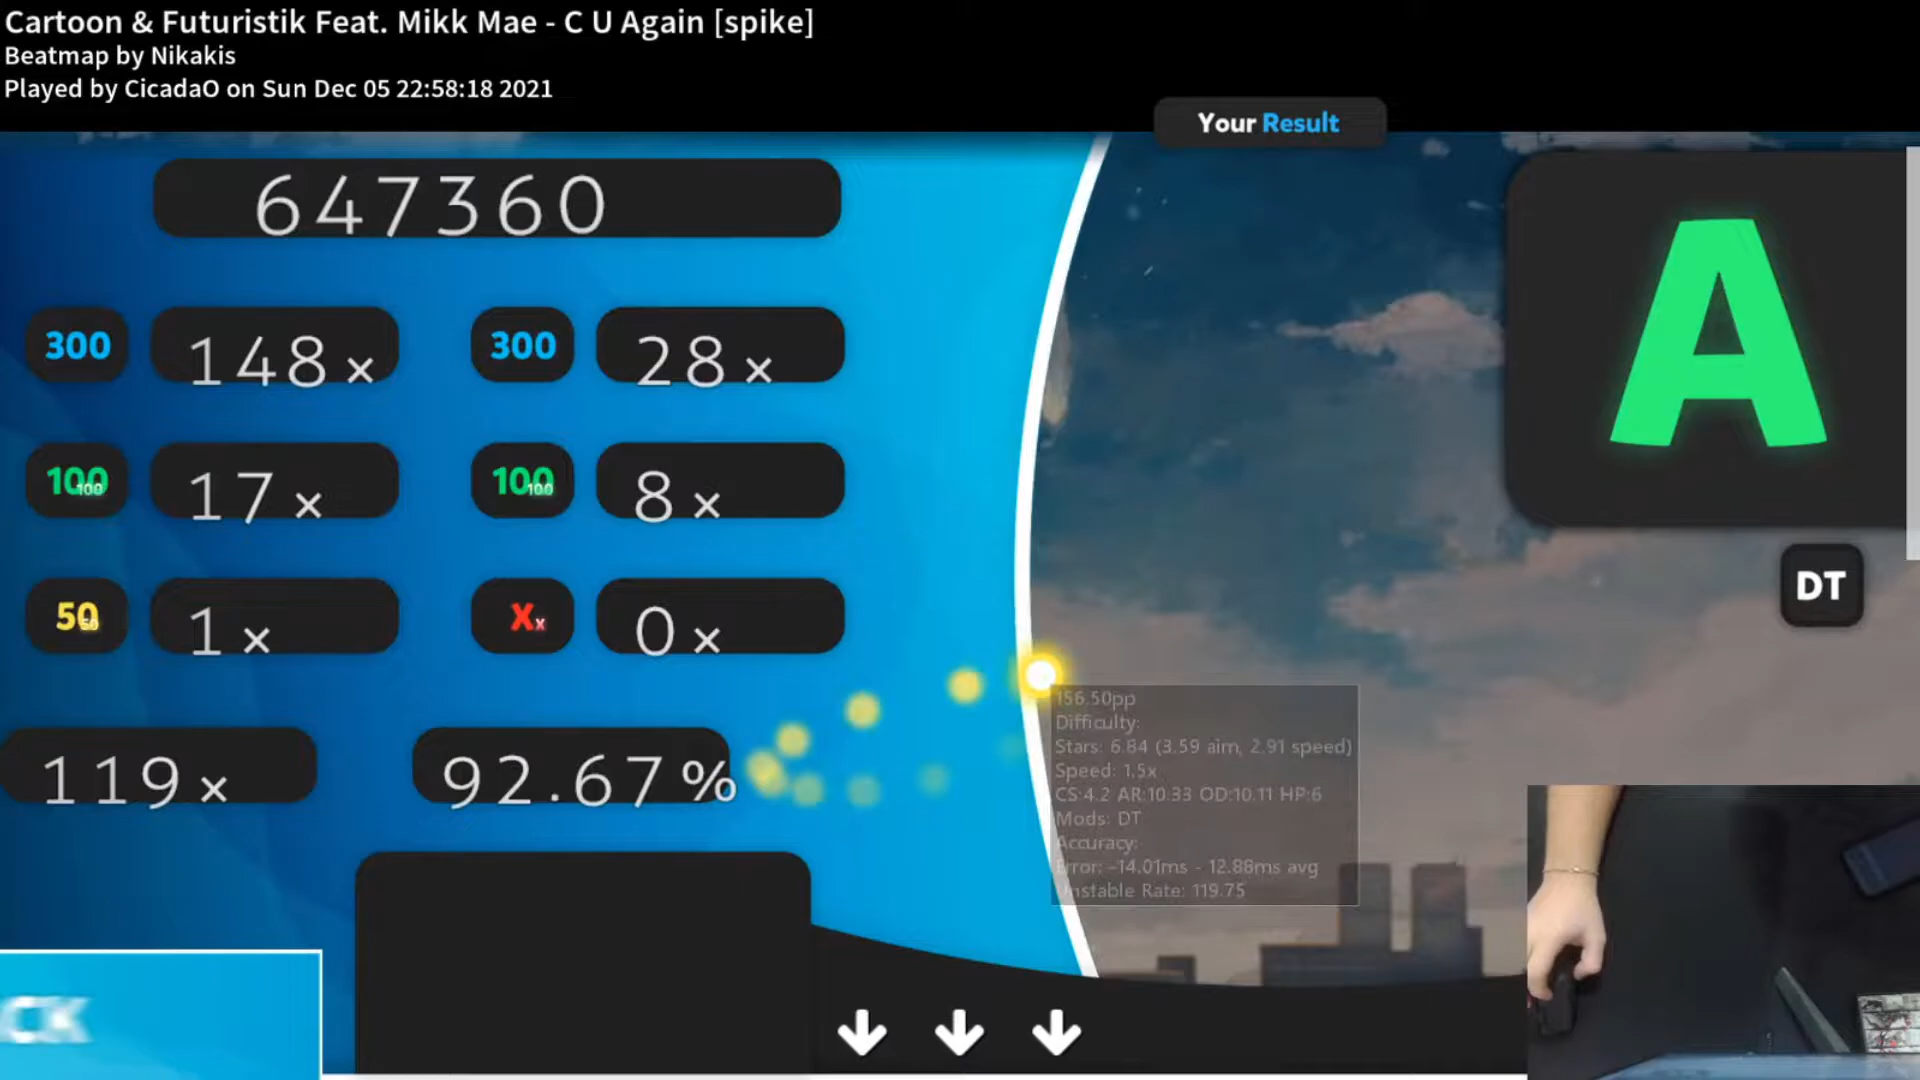 Cartoon & Futuristik Feat. Mikk Mae - C U Again [spike]
Beatmap by Nikakis
Played by CicadaO on Sun Dec 05 22:58:18 2021
Your Result
647360
A
300 148x 300 28x
100 100 17x 100 100 8x
DT
50 50 1x X x 0x
156.50pp
Difficulty:
Stars: 6.84 (3.59 aim, 2.91 speed)
Speed: 1.5x
CS:4.2 AR:10.33 OD:10.11 HP:6
Mods: DT
Accuracy:
Error: -14.01ms - 12.88ms avg
Unstable Rate: 119.75
119x 92.67%
CK